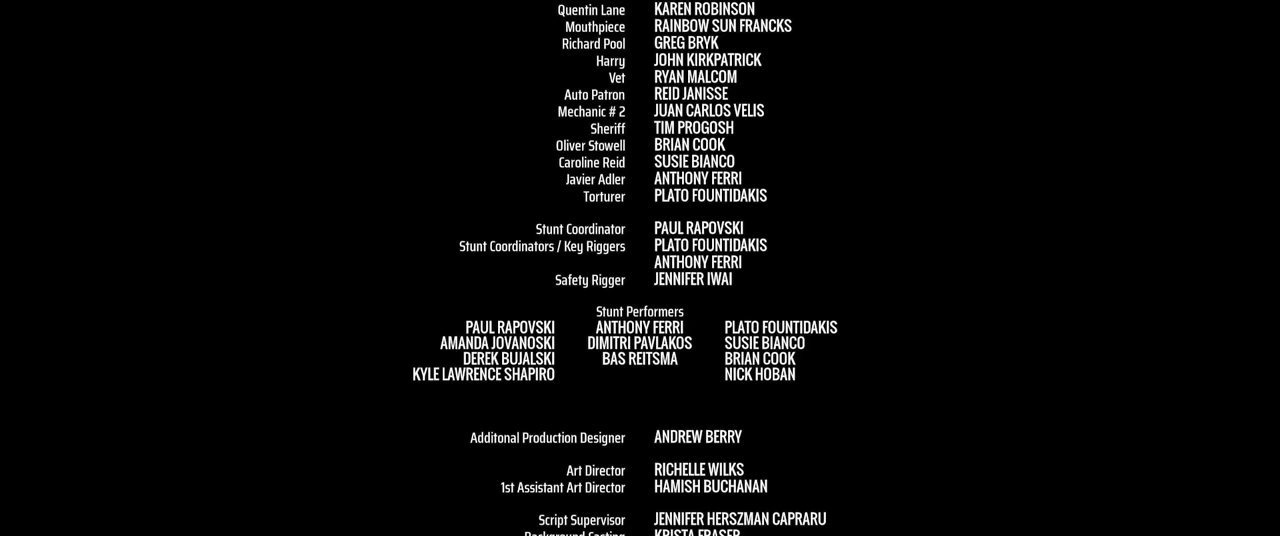 Quentin Lane KAREN ROBINSON
Mouthpiece RAINBOW SUN FRANCKS
Richard Pool GREG BRYK
Harry JOHN KIRKPATRICK
Vet RYAN MALCOM
Auto Patron REID JANISSE
Mechanic # 2 JUAN CARLOS VELIS
Sheriff TIM PROGOSH
Oliver Stowell BRIAN COOK
Caroline Reid SUSIE BIANCO
Javier Adler ANTHONY FERRI
Torturer PLATO FOUNTIDAKIS
Stunt Coordinator PAUL RAPOVSKI
Stunt Coordinators / Key Riggers PLATO FOUNTIDAKIS
ANTHONY FERRI
Safety Rigger JENNIFER IWAI
Stunt Performers
PAUL RAPOVSKI ANTHONY FERRI PLATO FOUNTIDAKIS
AMANDA JOVANOSKI DIMITRI PAVLAKOS SUSIE BIANCO
DEREK BUJALSKI BAS REITSMA BRIAN COOK
KYLE LAWRENCE SHAPIRO NICK HOBAN
Additonal Production Designer ANDREW BERRY
Art Director RICHELLE WILKS
1st Assistant Art Director HAMISH BUCHANAN
Script Supervisor JENNIFER HERSZMAN CAPRARU
Background Casting KRISTA FRASER